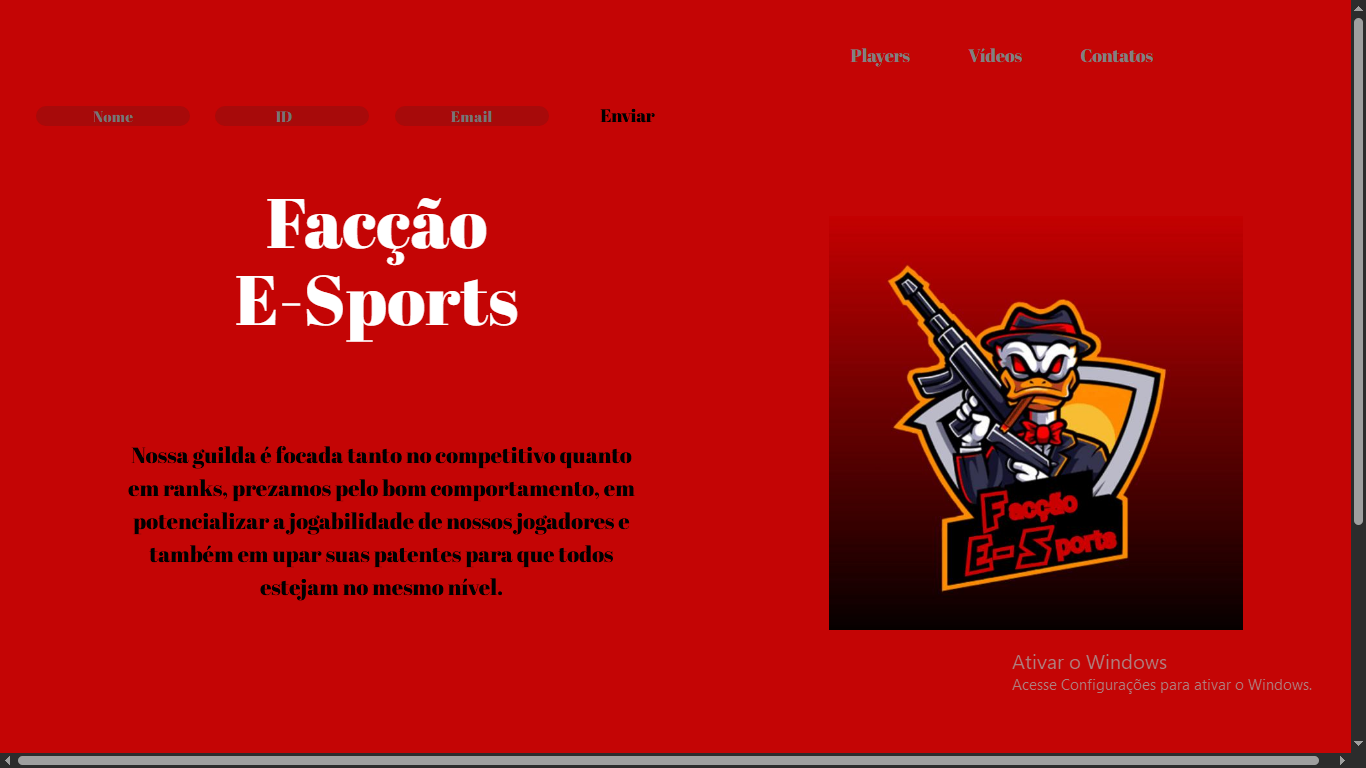 Players Vídeos Contatos
Nome ID Email Enviar
Facção
E-Sports
Nossa guilda é focada tanto no competitivo quanto
em ranks, prezamos pelo bom comportamento, em
potencializar a jogabilidade de nossos jogadores e
também em upar suas patentes para que todos
estejam no mesmo nível.
Facção
E-Sports
Ativar o Windows
Acesse Configurações para ativar o Windows.